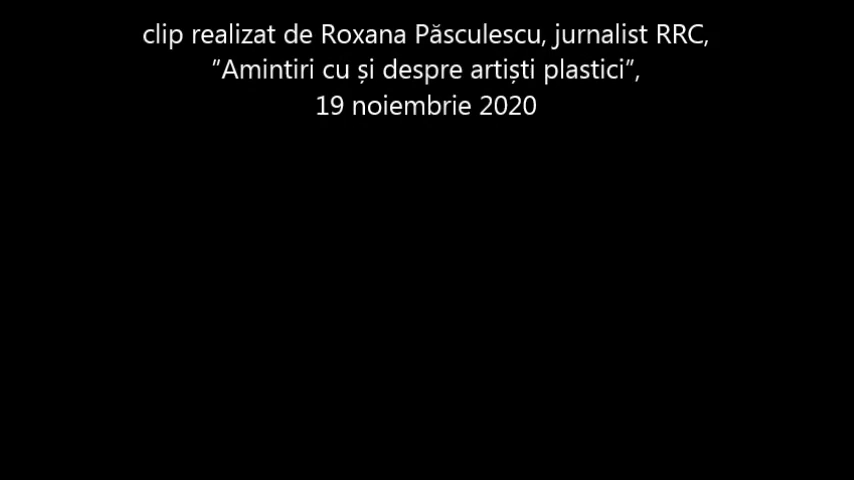 clip realizat de Roxana Păsculescu, jurnalist RRC,
”Amintiri cu și despre artiști plastici”,
19 noiembrie 2020